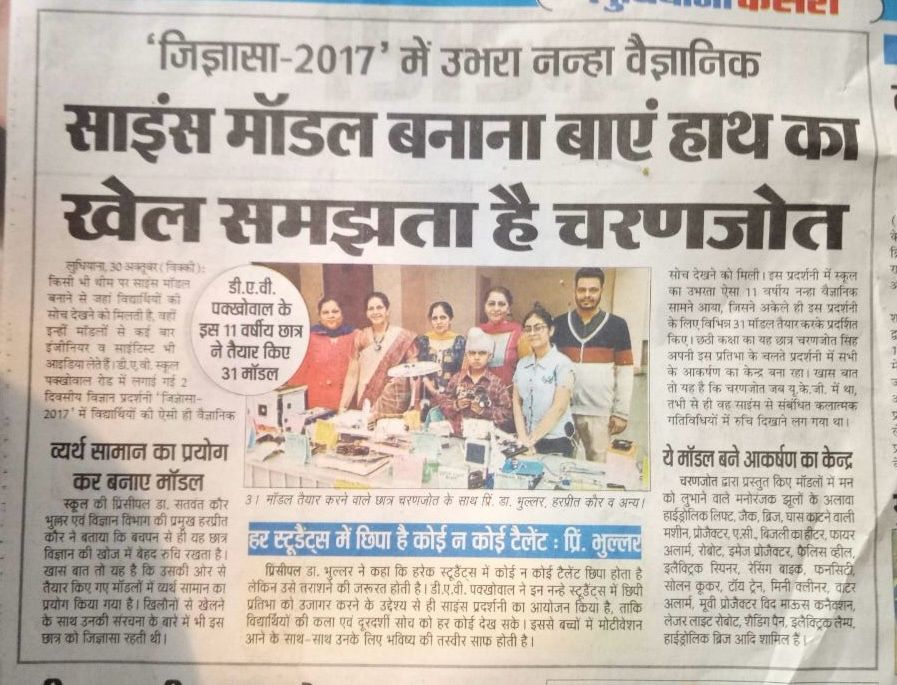 केसरी
‘जिज्ञासा-2017’ में उभरा नन्हा वैज्ञानिक
साइंस मॉडल बनाना बाएं हाथ का
खेल समझता है चरणजोत
लुधियाना, 30 अक्तूबर (विक्की):
किसी भी थीम पर साइंस मॉडल
बनाने से जहां विद्यार्थियों की
सोच देखने को मिलती है, वहीं
इन्हीं मॉडलों से कई बार
इंजीनियर व साइंटिस्ट भी
आइडिया लेते हैं। डी.ए.वी. स्कूल
पक्खोवाल रोड में लगाई गई 2
दिवसीय विज्ञान प्रदर्शनी ‘जिज्ञासा-
2017’ में विद्यार्थियों की ऐसी ही वैज्ञानिक
डी.ए.वी.
पक्खोवाल के
इस 11 वर्षीय छात्र
ने तैयार किए
31 मॉडल
सोच देखने को मिली। इस प्रदर्शनी में स्कूल
का उभरता ऐसा 11 वर्षीय नन्हा वैज्ञानिक
सामने आया, जिसने अकेले ही इस प्रदर्शनी
के लिए विभिन्न 31 मॉडल तैयार करके प्रदर्शित
किए। छठी कक्षा का यह छात्र चरणजोत सिंह
अपनी इस प्रतिभा के चलते प्रदर्शनी में सभी
के आकर्षण का केन्द्र बना रहा। खास बात
तो यह है कि चरणजोत जब यू.के.जी. में था,
तभी से ही वह साइंस से संबंधित कलात्मक
गतिविधियों में रुचि दिखाने लग गया था।
व्यर्थ सामान का प्रयोग
कर बनाए मॉडल
स्कूल की प्रिंसीपल डा. सतवंत कौर
भुल्लर एवं विज्ञान विभाग की प्रमुख हरप्रीत
कौर ने बताया कि बचपन से ही यह छात्र
विज्ञान की खोज में बेहद रुचि रखता है।
खास बात तो यह है कि उसकी ओर से
तैयार किए गए मॉडलों में व्यर्थ सामान का
प्रयोग किया गया है। खिलौनों से खेलने
के साथ उनकी संरचना के बारे में भी इस
छात्र को जिज्ञासा रहती थी।
31 मॉडल तैयार करने वाले छात्र चरणजोत के साथ प्रिं. डा. भुल्लर, हरप्रीत कौर व अन्य।
हर स्टूडैंट्स में छिपा है कोई न कोई टैलेंट : प्रिं. भुल्लर
प्रिंसीपल डा. भुल्लर ने कहा कि हरेक स्टूडैंट्स में कोई न कोई टैलेंट छिपा होता है
लेकिन उसे तराशने की जरूरत होती है। डी.ए.वी. पक्खोवाल ने इन नन्हे स्टूडैंट्स में छिपी
प्रतिभा को उजागर करने के उद्देश्य से ही साइंस प्रदर्शनी का आयोजन किया है, ताकि
विद्यार्थियों की कला एवं दूरदर्शी सोच को हर कोई देख सके। इससे बच्चों में मोटीवेशन
आने के साथ-साथ उनके लिए भविष्य की तस्वीर साफ होती है।
ये मॉडल बने आकर्षण का केन्द्र
चरणजोत द्वारा प्रस्तुत किए मॉडलों में मन
को लुभाने वाले मनोरंजक झूलों के अलावा
हाईड्रोलिक लिफ्ट, जैक, ब्रिज, घास काटने वाली
मशीन, प्रोजैक्टर, ए.सी., बिजली का हीटर, फायर
अलार्म, रोबोट, इमेज प्रोजैक्टर, फैलिस व्हील,
इलैक्ट्रिक स्पिनर, रेसिंग बाइक, फनसिटी
सोलन कूकर, टॉय ट्रेन, मिनी क्लीनर, वाटर
अलार्म, मूवी प्रोजैक्टर विद माऊस कनैक्शन,
लेजर लाइट रोबोट, शैडिंग पैन, इलैक्ट्रिक लैम्प,
हाईड्रोलिक ब्रिज आदि शामिल हैं।